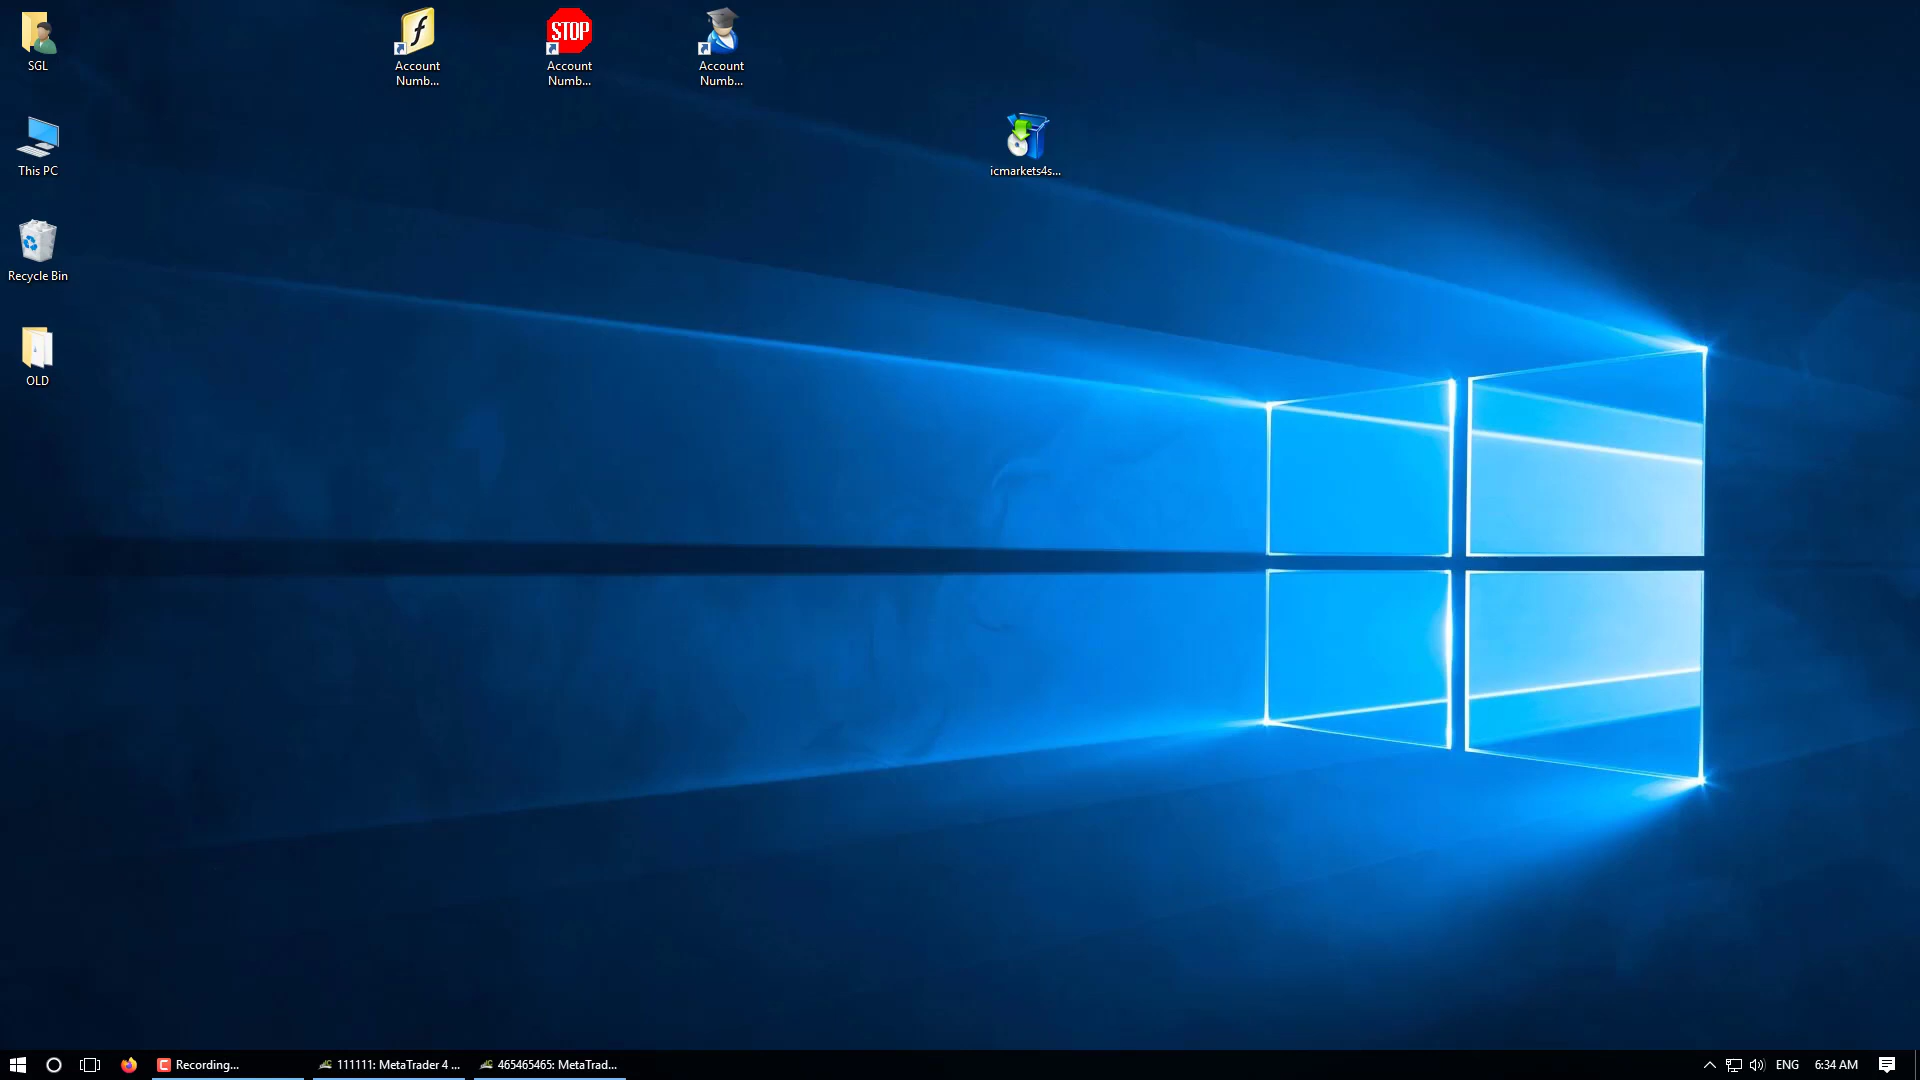 SGL
Account
Numb...
STOP
Account
Numb...
Account
Numb...
This PC
icmarkets4s...
Recycle Bin
OLD
Recording...
111111: MetaTrader 4 ...
465465465: MetaTrad...
ENG
6:34 AM